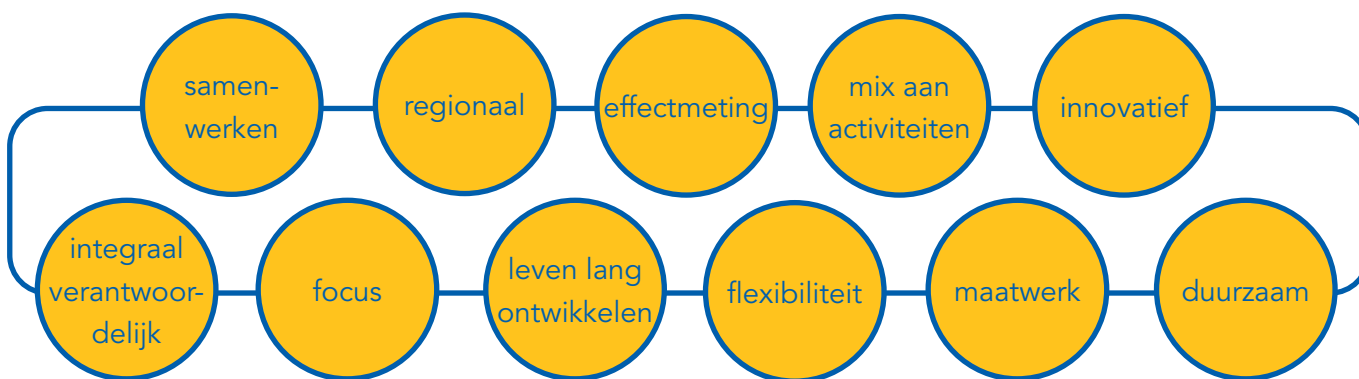 samen-
werken
regionaal
effectmeting
mix aan
activiteiten
innovatief
integraal
verantwoor-
delijk
focus
leven lang
ontwikkelen
flexibiliteit
maatwerk
duurzaam